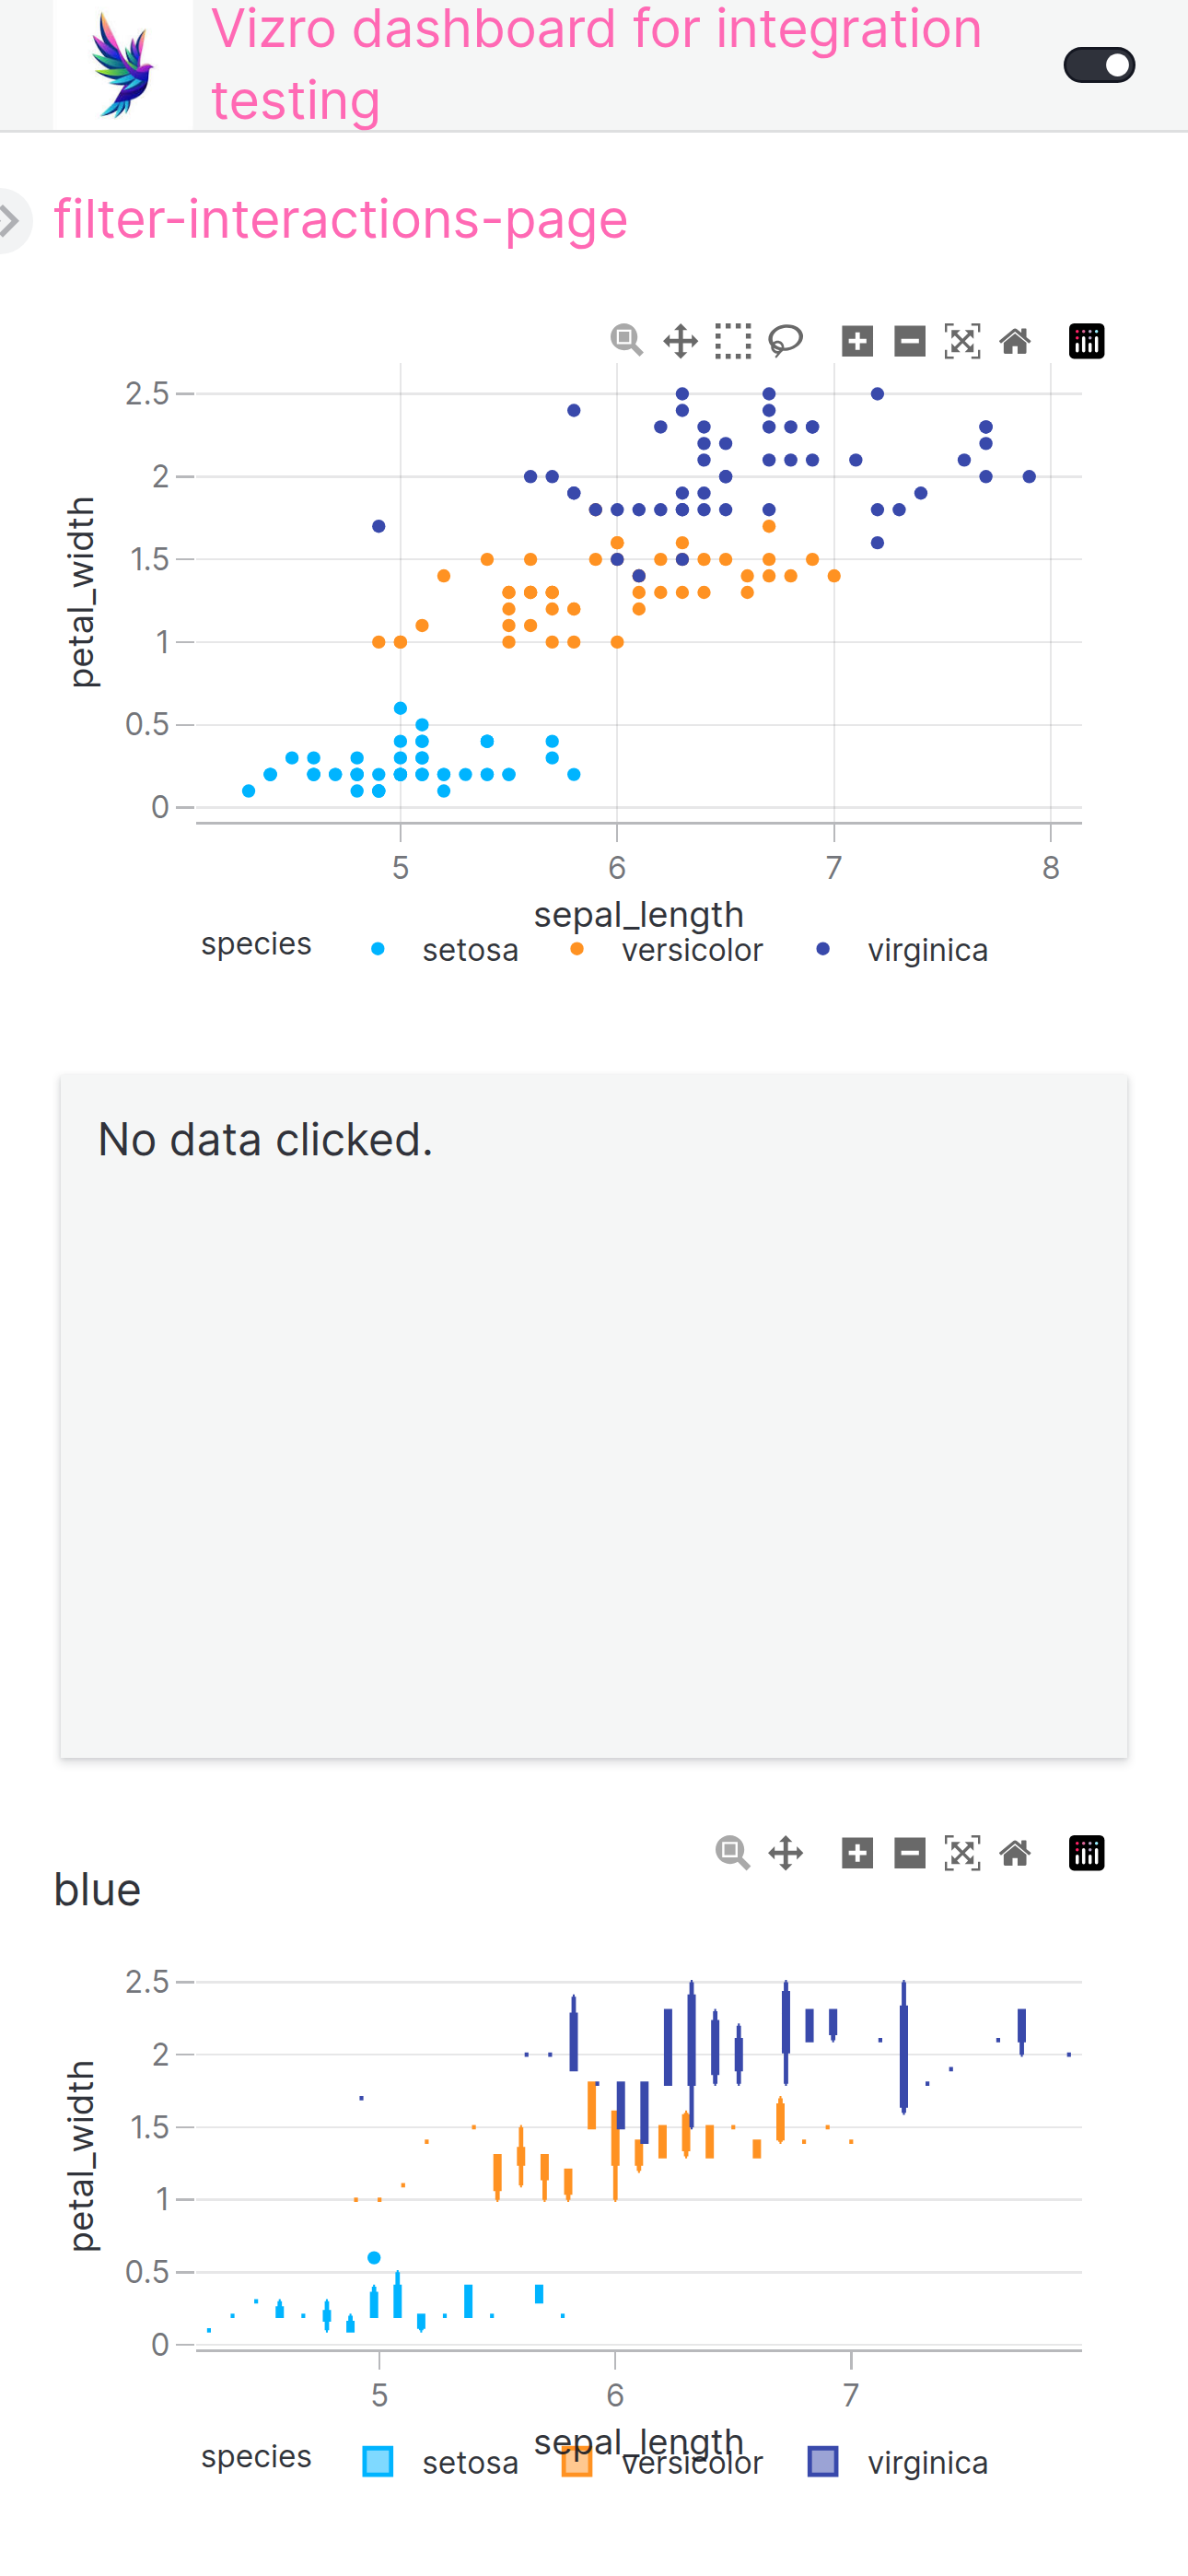 Vizro dashboard for integration
testing
filter-interactions-page
2.5
2
1.5
1
0.5
0
petal_width
5 6 7 8
sepal_length
species setosa versicolor virginica
No data clicked.
blue
2.5
2
1.5
1
0.5
0
petal_width
5 6 7
sepal_length
species setosa versicolor virginica